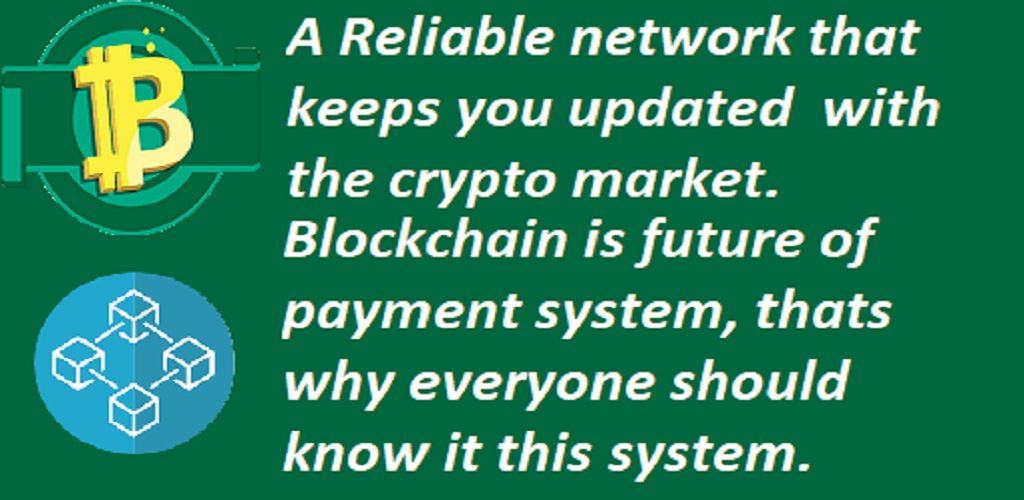 A Reliable network that
keeps you updated  with
the crypto market.
Blockchain is future of
payment system, thats
why everyone should
know it this system.